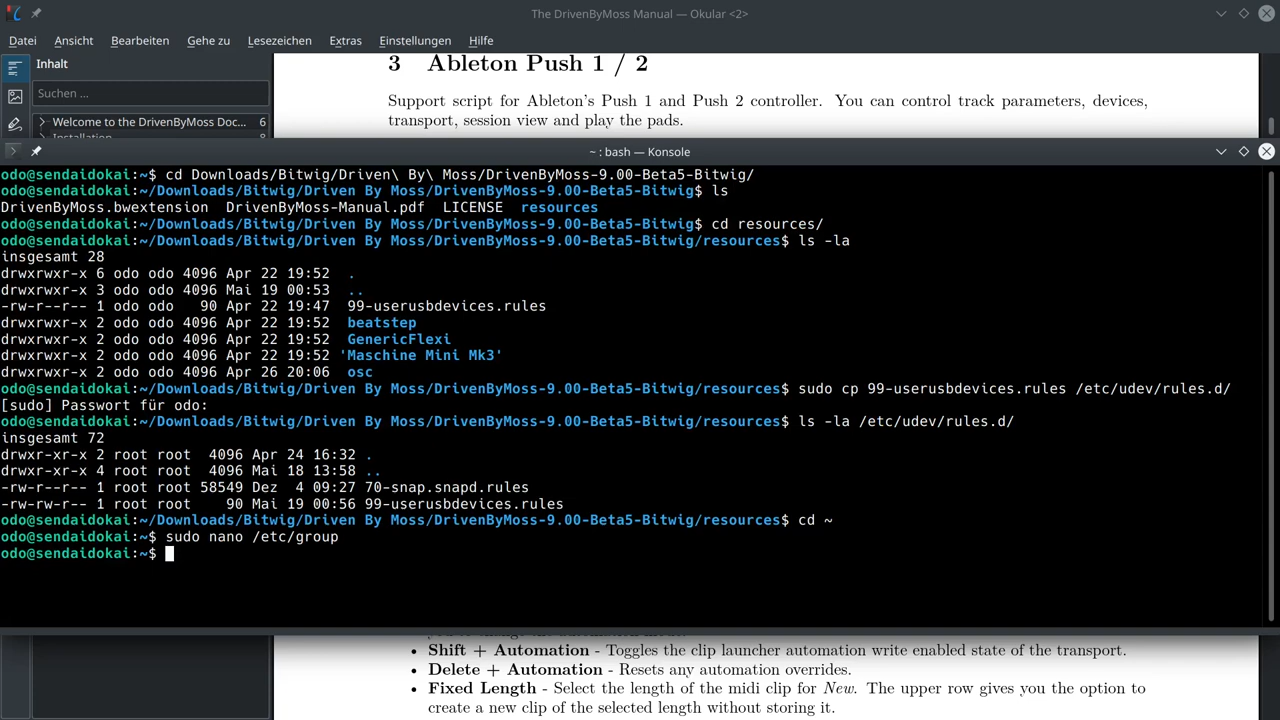 The DrivenByMoss Manual — Okular <2>
Datei Ansicht Bearbeiten Gehe zu Lesezeichen Extras Einstellungen Hilfe
Inhalt
Suchen ...
Welcome to the DrivenByMoss Doc... 6
Installation 8
3 Ableton Push 1 / 2
Support script for Ableton's Push 1 and Push 2 controller. You can control track parameters, devices,
transport, session view and play the pads.
~ : bash — Konsole
odo@sendaidokai:~$ cd Downloads/Bitwig/Driven\ By\ Moss/DrivenByMoss-9.00-Beta5-Bitwig/
odo@sendaidokai:~/Downloads/Bitwig/Driven By Moss/DrivenByMoss-9.00-Beta5-Bitwig$ ls
DrivenByMoss.bwextension  DrivenByMoss-Manual.pdf  LICENSE  resources
odo@sendaidokai:~/Downloads/Bitwig/Driven By Moss/DrivenByMoss-9.00-Beta5-Bitwig$ cd resources/
odo@sendaidokai:~/Downloads/Bitwig/Driven By Moss/DrivenByMoss-9.00-Beta5-Bitwig/resources$ ls -la
insgesamt 28
drwxrwxr-x 6 odo odo 4096 Apr 22 19:52  .
drwxrwxr-x 3 odo odo 4096 Mai 19 00:53  ..
-rw-r--r-- 1 odo odo   90 Apr 22 19:47  99-userusbdevices.rules
drwxrwxr-x 2 odo odo 4096 Apr 22 19:52  beatstep
drwxrwxr-x 2 odo odo 4096 Apr 22 19:52  GenericFlexi
drwxrwxr-x 2 odo odo 4096 Apr 22 19:52 'Maschine Mini Mk3'
drwxrwxr-x 2 odo odo 4096 Apr 26 20:06  osc
odo@sendaidokai:~/Downloads/Bitwig/Driven By Moss/DrivenByMoss-9.00-Beta5-Bitwig/resources$ sudo cp 99-userusbdevices.rules /etc/udev/rules.d/
[sudo] Passwort für odo:
odo@sendaidokai:~/Downloads/Bitwig/Driven By Moss/DrivenByMoss-9.00-Beta5-Bitwig/resources$ ls -la /etc/udev/rules.d/
insgesamt 72
drwxr-xr-x 2 root root  4096 Apr 24 16:32 .
drwxr-xr-x 4 root root  4096 Mai 18 13:58 ..
-rw-r--r-- 1 root root 58549 Dez  4 09:27 70-snap.snapd.rules
-rw-rw-r-- 1 root root    90 Mai 19 00:56 99-userusbdevices.rules
odo@sendaidokai:~/Downloads/Bitwig/Driven By Moss/DrivenByMoss-9.00-Beta5-Bitwig/resources$ cd ~
odo@sendaidokai:~$ sudo nano /etc/group
odo@sendaidokai:~$
• Shift + Automation - Toggles the clip launcher automation write enabled state of the transport.
• Delete + Automation - Resets any automation overrides.
• Fixed Length - Select the length of the midi clip for New. The upper row gives you the option to
create a new clip of the selected length without storing it.